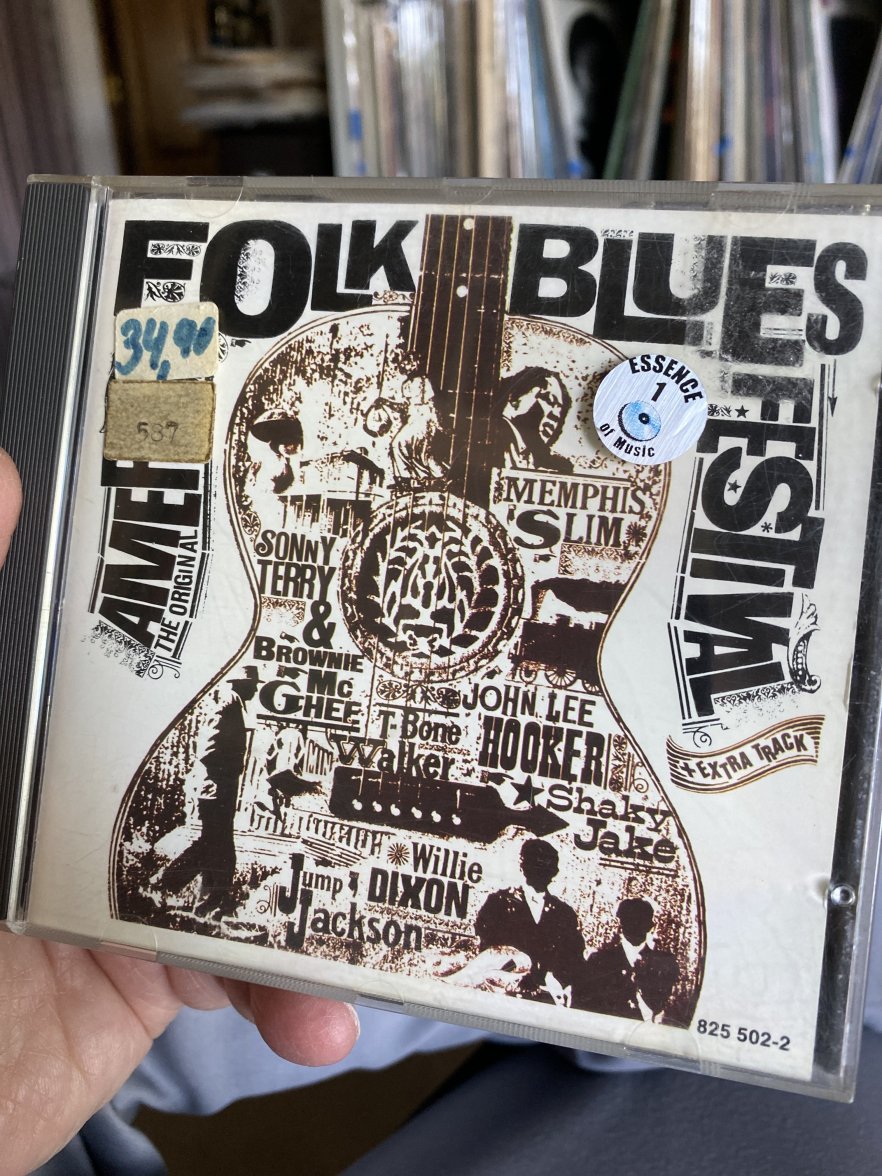 FOLK BLUES
FESTIVAL
34,90
587
AMER
THE ORIGINAL
ESSENCE
1
of Music
MEMPHIS
SLIM
SONNY
TERRY
&
BROWNIE
MC
GHEE
T-Bone
Walker
JOHN LEE
HOOKER
Shaky
Jake
Willie
DIXON
Jump
Jackson
+ EXTRA TRACK
825 502-2